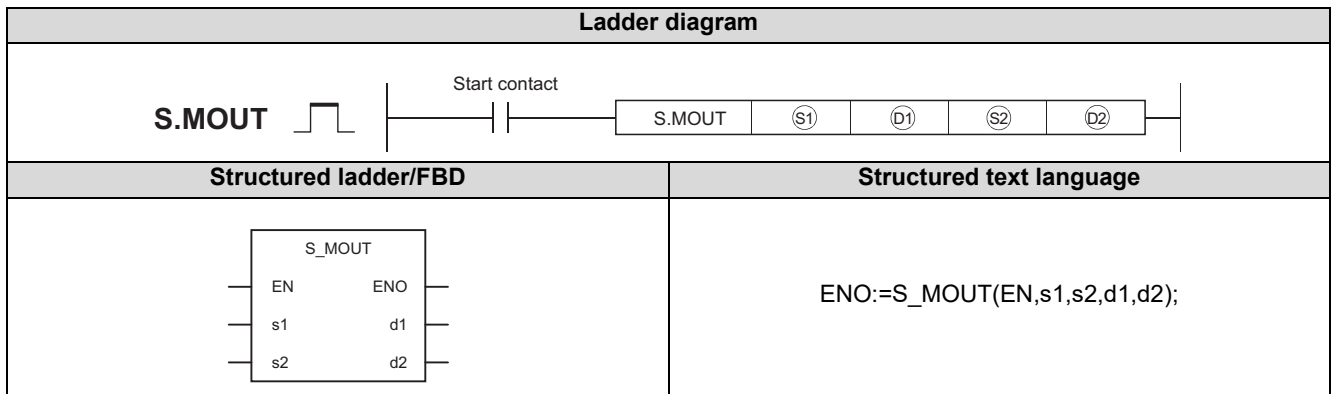 Ladder diagram
Start contact
S.MOUT
S.MOUT S1 D1 S2 D2
Structured ladder/FBD Structured text language
S_MOUT
EN ENO
s1 d1
s2 d2
ENO:=S_MOUT(EN,s1,s2,d1,d2);